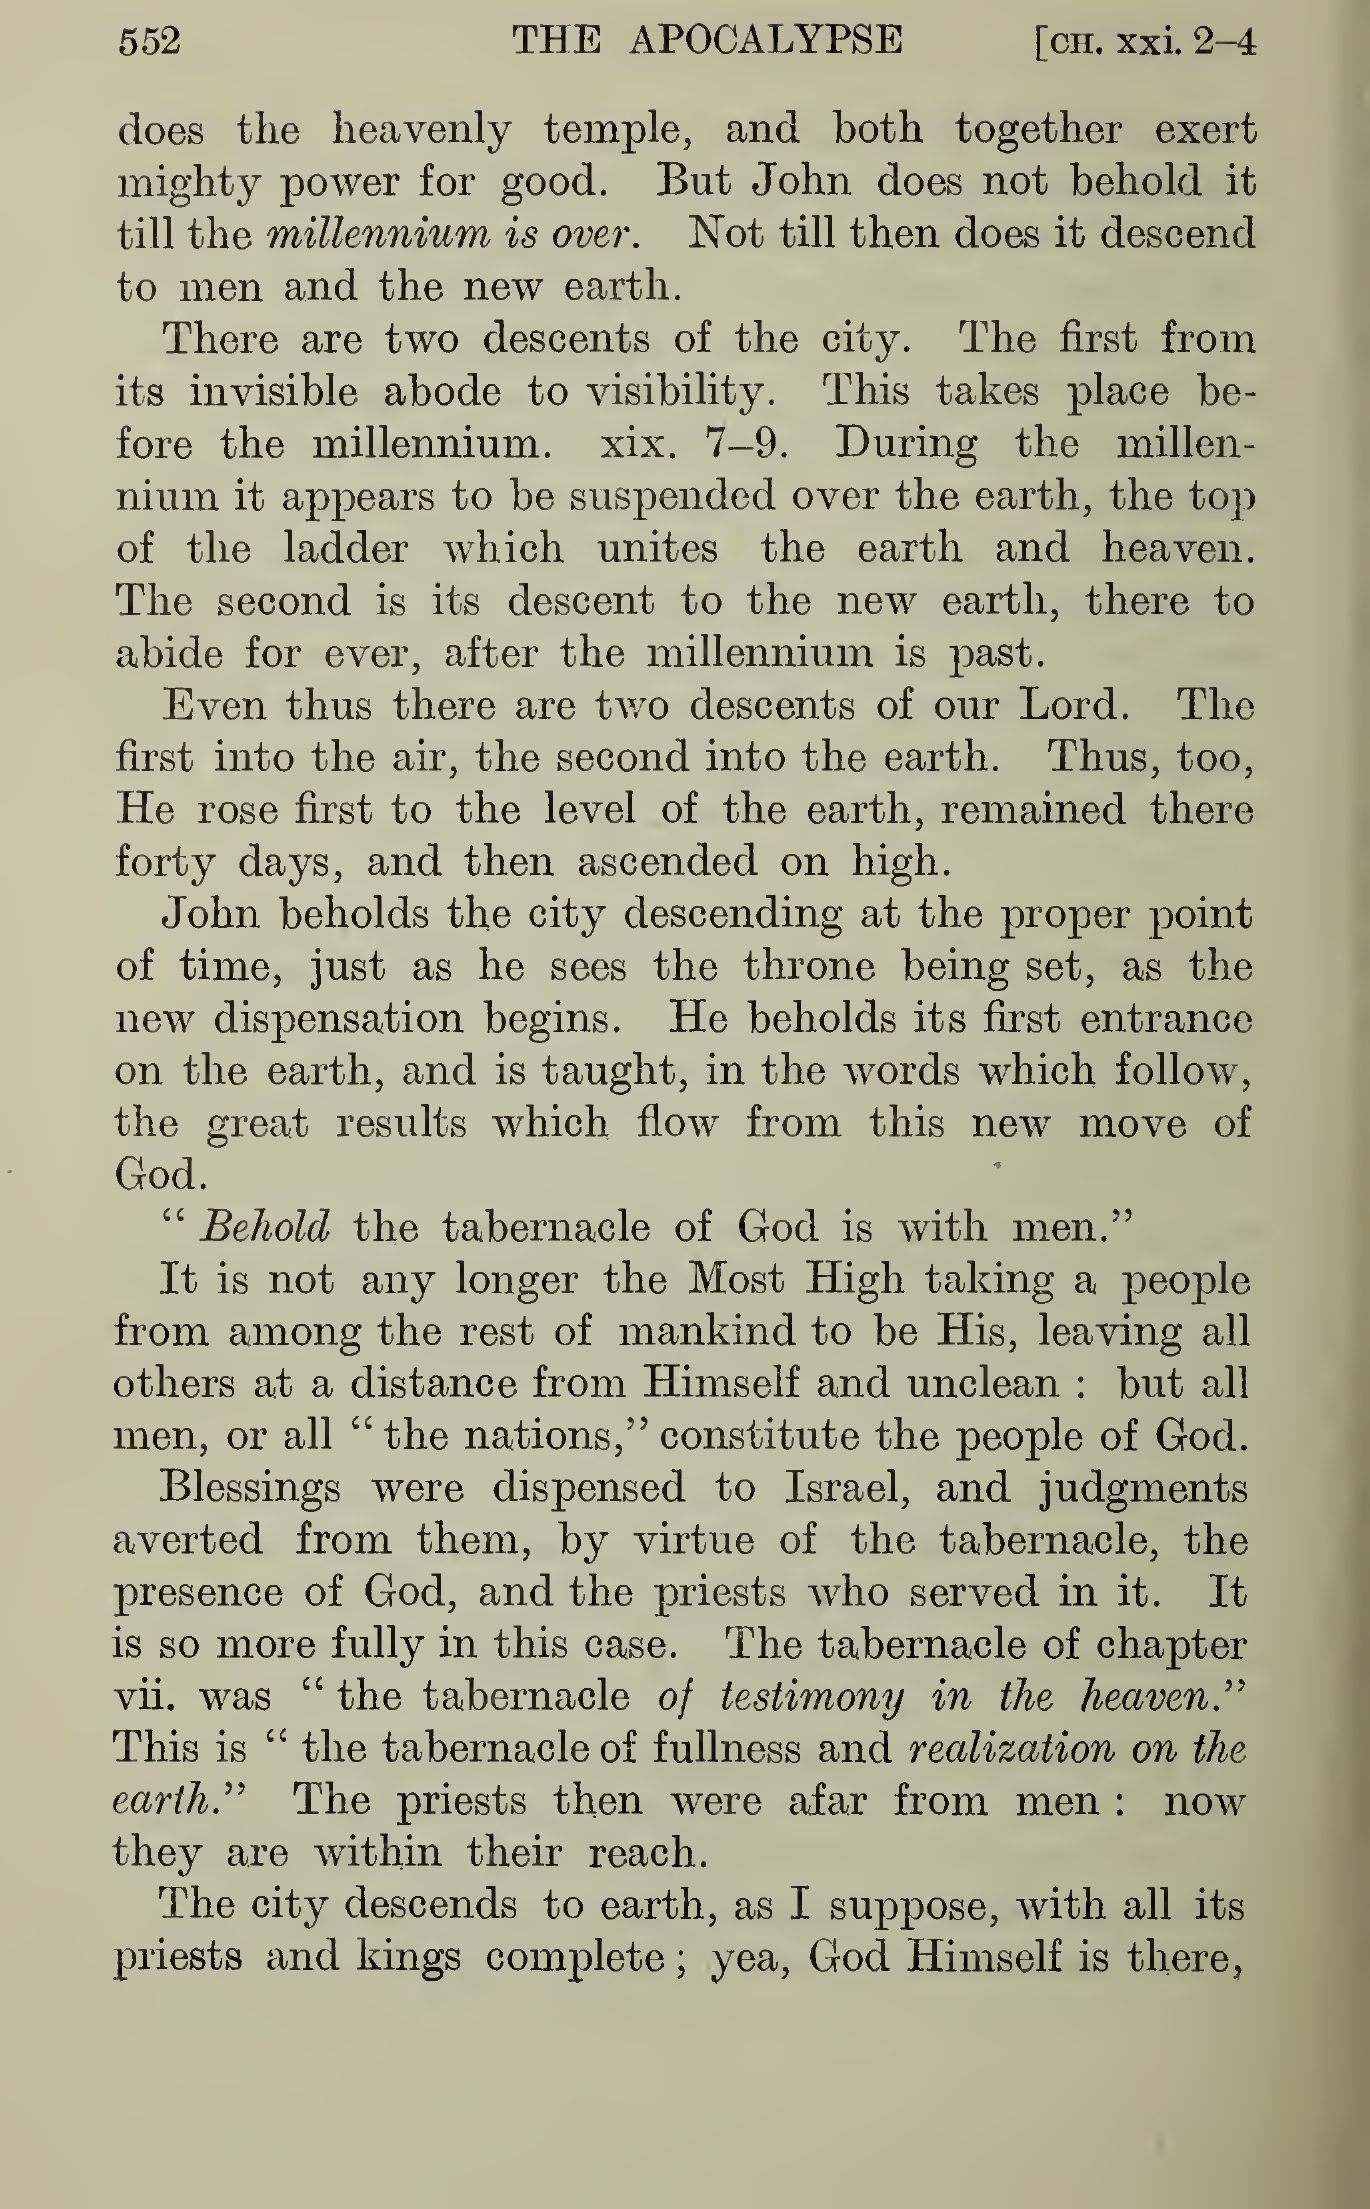 552 THE APOCALYPSE [CH. xxi. 2–4
does the heavenly temple, and both together exert
mighty power for good. But John does not behold it
till the millennium is over. Not till then does it descend
to men and the new earth.
There are two descents of the city. The first from
its invisible abode to visibility. This takes place be-
fore the millennium. xix. 7–9. During the millen-
nium it appears to be suspended over the earth, the top
of the ladder which unites the earth and heaven.
The second is its descent to the new earth, there to
abide for ever, after the millennium is past.
Even thus there are two descents of our Lord. The
first into the air, the second into the earth. Thus, too,
He rose first to the level of the earth, remained there
forty days, and then ascended on high.
John beholds the city descending at the proper point
of time, just as he sees the throne being set, as the
new dispensation begins. He beholds its first entrance
on the earth, and is taught, in the words which follow,
the great results which flow from this new move of
God.
“ Behold the tabernacle of God is with men.”
It is not any longer the Most High taking a people
from among the rest of mankind to be His, leaving all
others at a distance from Himself and unclean : but all
men, or all “ the nations,” constitute the people of God.
Blessings were dispensed to Israel, and judgments
averted from them, by virtue of the tabernacle, the
presence of God, and the priests who served in it. It
is so more fully in this case. The tabernacle of chapter
vii. was “ the tabernacle of testimony in the heaven.”
This is “ the tabernacle of fullness and realization on the
earth.” The priests then were afar from men : now
they are within their reach.
The city descends to earth, as I suppose, with all its
priests and kings complete ; yea, God Himself is there,